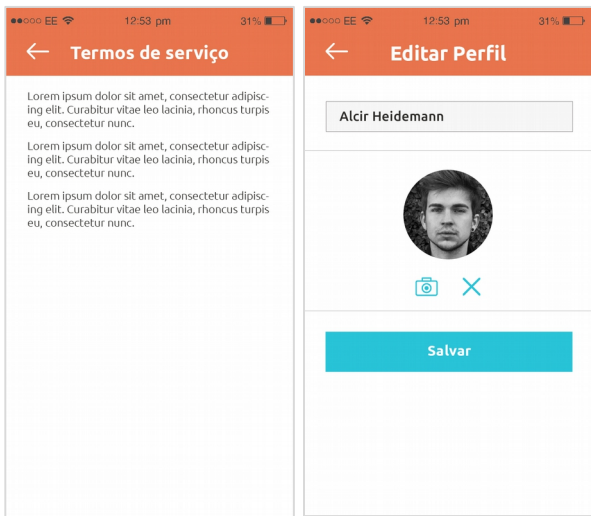 EE 12:53 pm 31%
Termos de serviço
Lorem ipsum dolor sit amet, consectetur adipisc-
ing elit. Curabitur vitae leo lacinia, rhoncus turpis
eu, consectetur nunc.
Lorem ipsum dolor sit amet, consectetur adipisc-
ing elit. Curabitur vitae leo lacinia, rhoncus turpis
eu, consectetur nunc.
Lorem ipsum dolor sit amet, consectetur adipisc-
ing elit. Curabitur vitae leo lacinia, rhoncus turpis
eu, consectetur nunc.
EE 12:53 pm 31%
Editar Perfil
Alcir Heidemann
Salvar